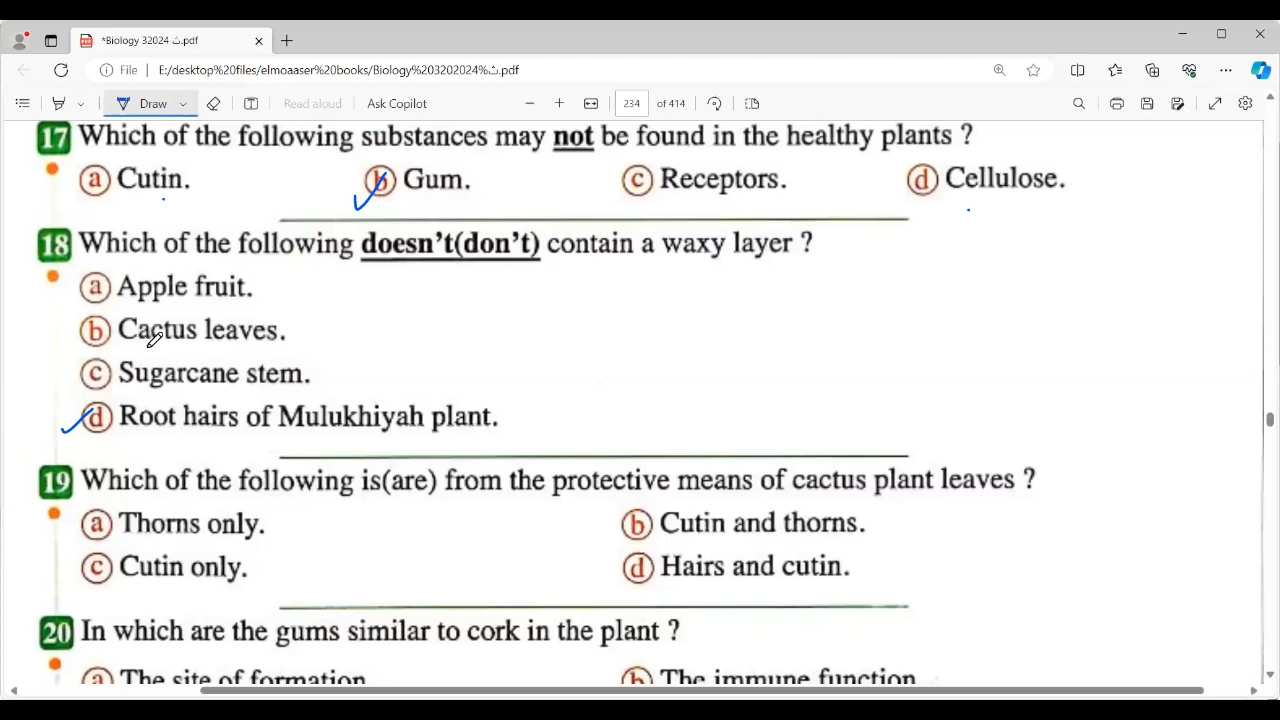 *Biology 32024 ث.pdf
File E:/desktop%20files/elmoaaser%20books/Biology%203202024%ث.pdf
Draw Read aloud Ask Copilot 234 of 414
17 Which of the following substances may not be found in the healthy plants ?
a Cutin. b Gum. c Receptors. d Cellulose.
18 Which of the following doesn't(don't) contain a waxy layer ?
a Apple fruit.
b Cactus leaves.
c Sugarcane stem.
d Root hairs of Mulukhiyah plant.
19 Which of the following is(are) from the protective means of cactus plant leaves ?
a Thorns only. b Cutin and thorns.
c Cutin only. d Hairs and cutin.
20 In which are the gums similar to cork in the plant ?
a The site of formation b The immune function